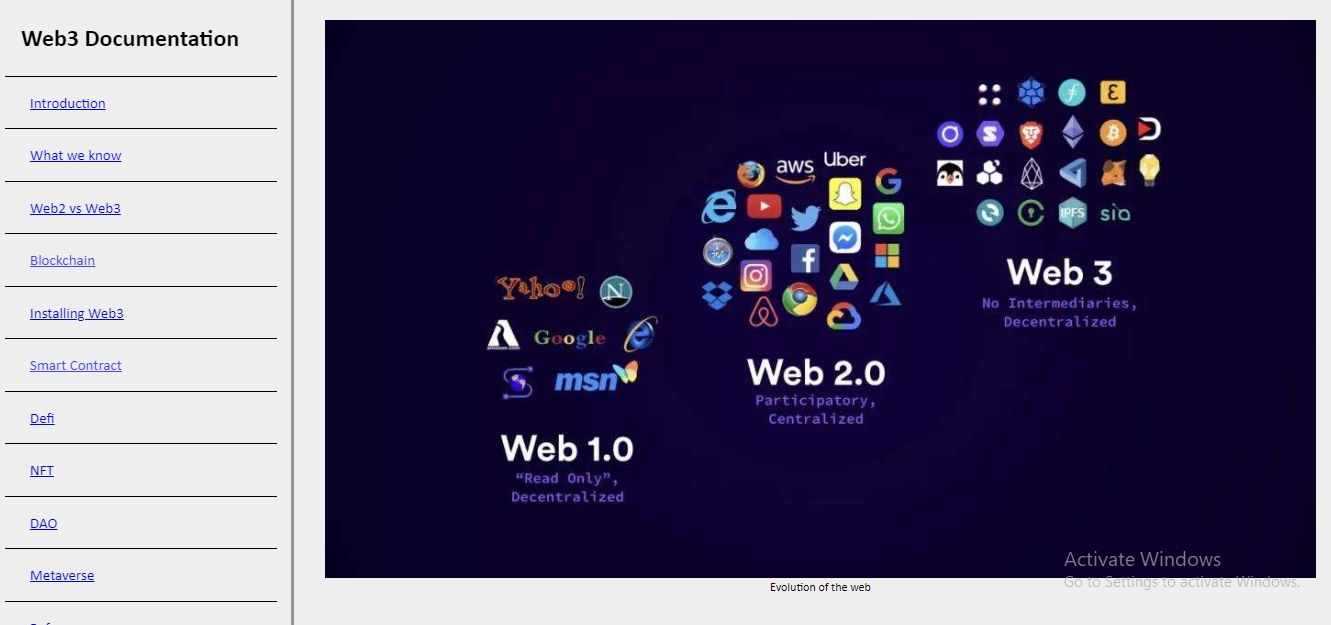 Web3 Documentation
Introduction
What we know
Web2 vs Web3
Blockchain
Installing Web3
Smart Contract
Defi
NFT
DAO
Metaverse
Yahoo!
N
Google
msn
Web 1.0
“Read Only”,
Decentralized
aws
Uber
Web 2.0
Participatory,
Centralized
IPFS
sia
Web 3
No Intermediaries,
Decentralized
Evolution of the web
Activate Windows
Go to Settings to activate Windows.